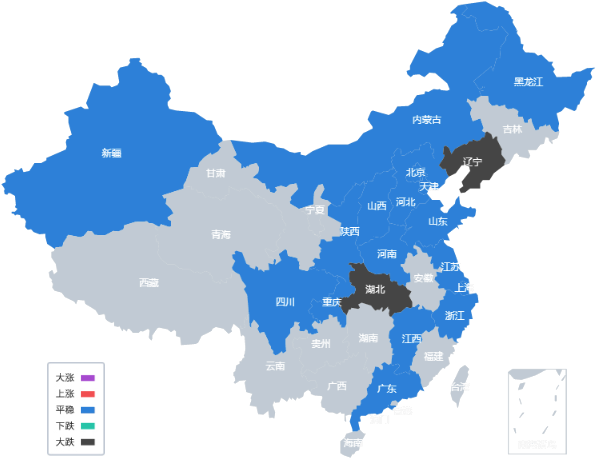 黑龙江
内蒙古
吉林
新疆
辽宁
甘肃
北京
天津
宁夏
山西
河北
青海
陕西
山东
河南
江苏
西藏
安徽
上海
湖北
四川
重庆
浙江
湖南
江西
贵州
福建
云南
广西
广东
台湾
海南
大涨
上涨
平稳
下跌
大跌